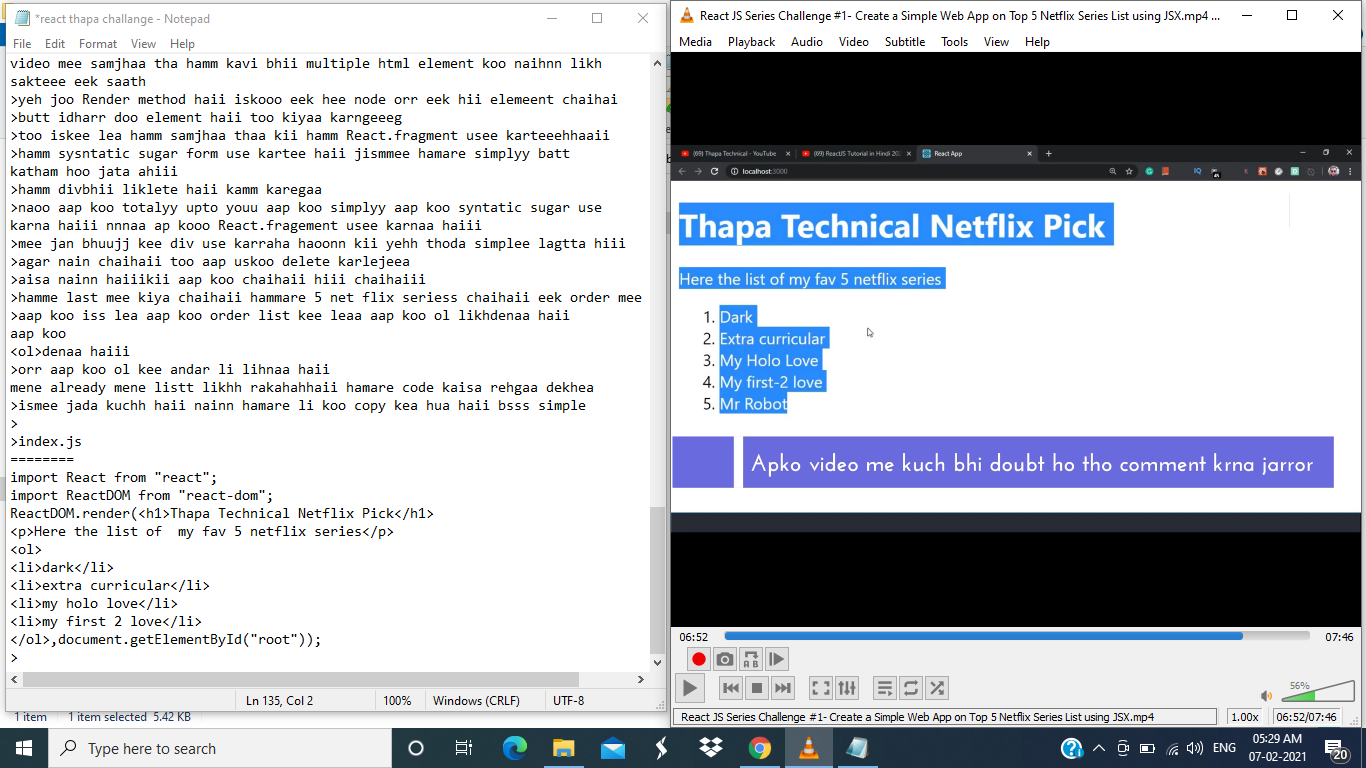 *react thapa challange - Notepad
File Edit Format View Help
video mee samjhaa tha hamm kavi bhii multiple html element koo naihnn likh
sakteee eek saath
>yeh joo Render method haii iskooo eek hee node orr eek hii elemeent chaihai
>butt idharr doo element haii too kiyaa karngeeeg
>too iskee lea hamm samjhaa thaa kii hamm React.fragment usee karteeehhaaii
>hamm sysntatic sugar form use kartee haii jismmee hamare simplyy batt
katham hoo jata ahiii
>hamm divbhii liklete haii kamm karegaa
>naoo aap koo totalyy upto youu aap koo simplyy aap koo syntatic sugar use
karna haiii nnnaa ap kooo React.fragement usee karnaa haiii
>mee jan bhuujj kee div use karraha haoonn kii yehh thoda simplee lagtta hiii
>agar nain chaihaii too aap uskoo delete karlejeea
>aisa nainn haiiikii aap koo chaihaii hiii chaihaiii
>hamme last mee kiya chaihaii hammare 5 net flix seriess chaihaii eek order mee
>aap koo iss lea aap koo order list kee leaa aap koo ol likhdenaa haii
aap koo
<ol>denaa haiii
>orr aap koo ol kee andar li lihnaa haii
mene already mene listt likhh rakahahhaii hamare code kaisa rehgaa dekhea
>ismee jada kuchh haii nainn hamare li koo copy kea hua haii bsss simple
>
>index.js
========
import React from "react";
import ReactDOM from "react-dom";
ReactDOM.render(<h1>Thapa Technical Netflix Pick</h1>
<p>Here the list of  my fav 5 netflix series</p>
<ol>
<li>dark</li>
<li>extra curricular</li>
<li>my holo love</li>
<li>my first 2 love</li>
</ol>,document.getElementById("root"));
>
Ln 135, Col 2 100% Windows (CRLF) UTF-8
1 item 1 item selected 5.42 KB
React JS Series Challenge #1- Create a Simple Web App on Top 5 Netflix Series List using JSX.mp4 ...
Media Playback Audio Video Subtitle Tools View Help
(69) Thapa Technical - YouTube (69) ReactJS Tutorial in Hindi 20 React App
localhost:3000
Thapa Technical Netflix Pick
Here the list of my fav 5 netflix series
1. Dark
2. Extra curricular
3. My Holo Love
4. My first-2 love
5. Mr Robot
Apko video me kuch bhi doubt ho tho comment krna jarror
06:52 07:46
56%
React JS Series Challenge #1- Create a Simple Web App on Top 5 Netflix Series List using JSX.mp4 1.00x 06:52/07:46
Type here to search
ENG 05:29 AM
07-02-2021 20